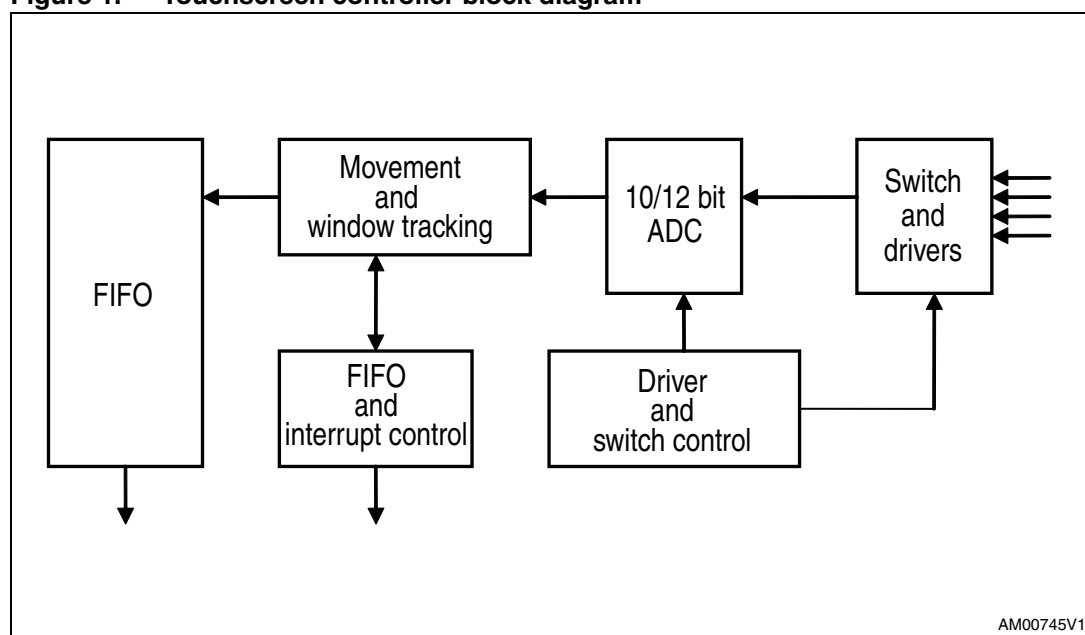 Figure 1. Touchscreen controller block diagram
Movement
and
window tracking
10/12 bit
ADC
Switch
and
drivers
FIFO
FIFO
and
interrupt control
Driver
and
switch control
AM00745V1